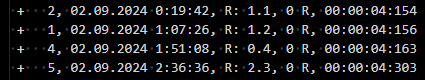 + 2, 02.09.2024 0:19:42, R: 1.1, 0 R, 00:00:04:154
+ 1, 02.09.2024 1:07:26, R: 1.2, 0 R, 00:00:04:156
+ 4, 02.09.2024 1:51:08, R: 0.4, 0 R, 00:00:04:163
+ 5, 02.09.2024 2:36:36, R: 2.3, 0 R, 00:00:04:303